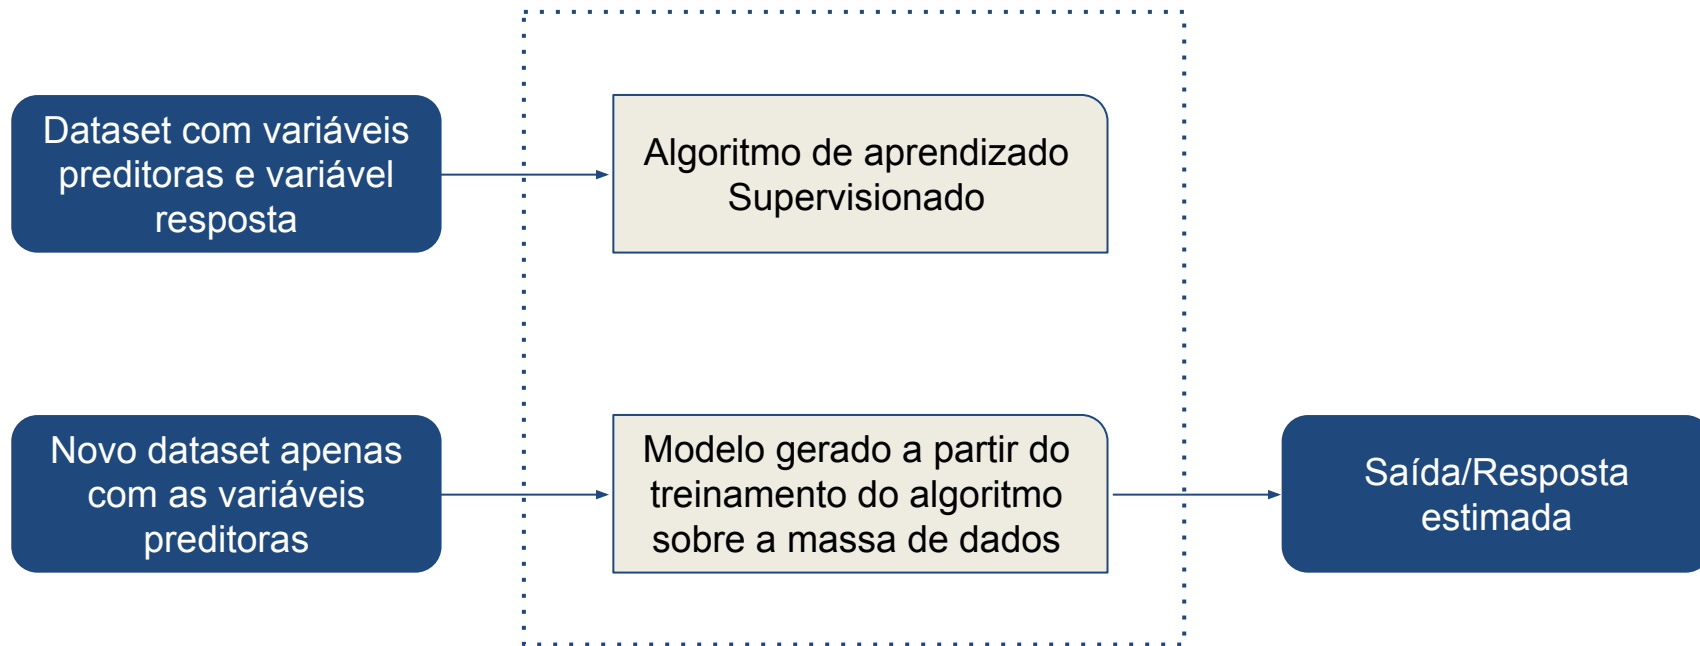 Dataset com variáveis
preditoras e variável
resposta
Algoritmo de aprendizado
Supervisionado
Novo dataset apenas
com as variáveis
preditoras
Modelo gerado a partir do
treinamento do algoritmo
sobre a massa de dados
Saída/Resposta
estimada